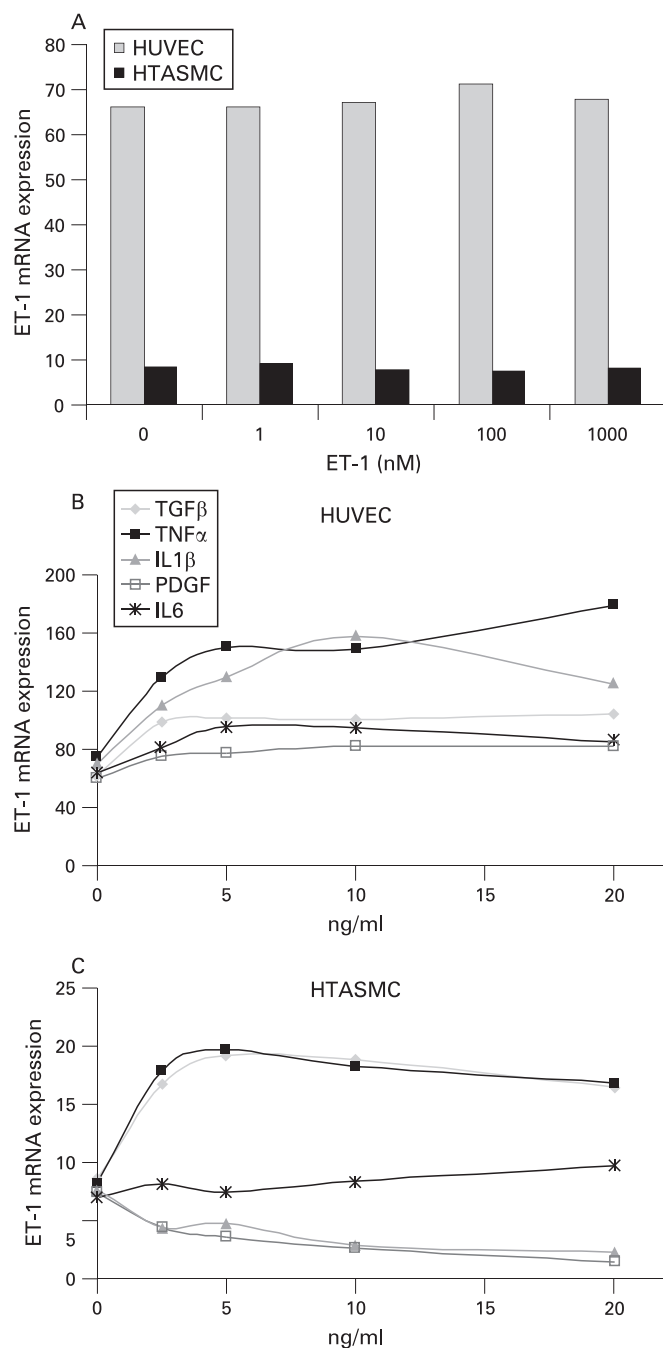 A
HUVEC
HTASMC
ET-1 mRNA expression
80
70
60
50
40
30
20
10
0
0 1 10 100 1000
ET-1 (nM)
B
HUVEC
TGFβ
TNFα
IL1β
PDGF
IL6
ET-1 mRNA expression
200
160
120
80
40
0
0 5 10 15 20
ng/ml
C
HTASMC
ET-1 mRNA expression
25
20
15
10
5
0
0 5 10 15 20
ng/ml